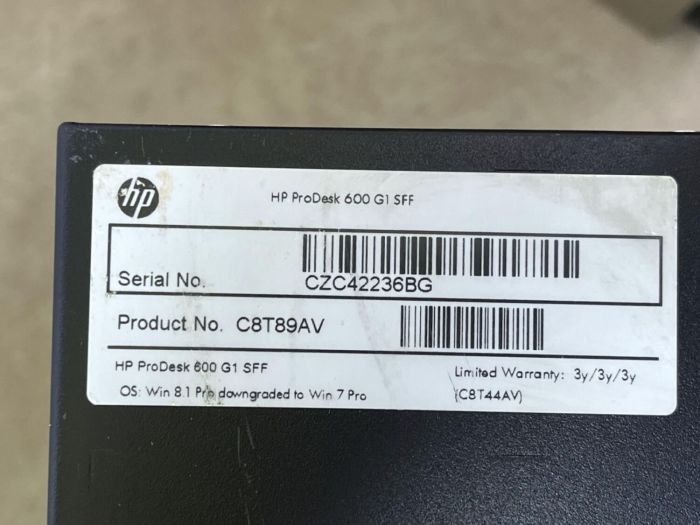 hp
HP ProDesk 600 G1 SFF
Serial No.
CZC42236BG
Product No. C8T89AV
HP ProDesk 600 G1 SFF
Limited Warranty: 3y/3y/3y
OS: Win 8.1 Pro downgraded to Win 7 Pro
(C8T44AV)